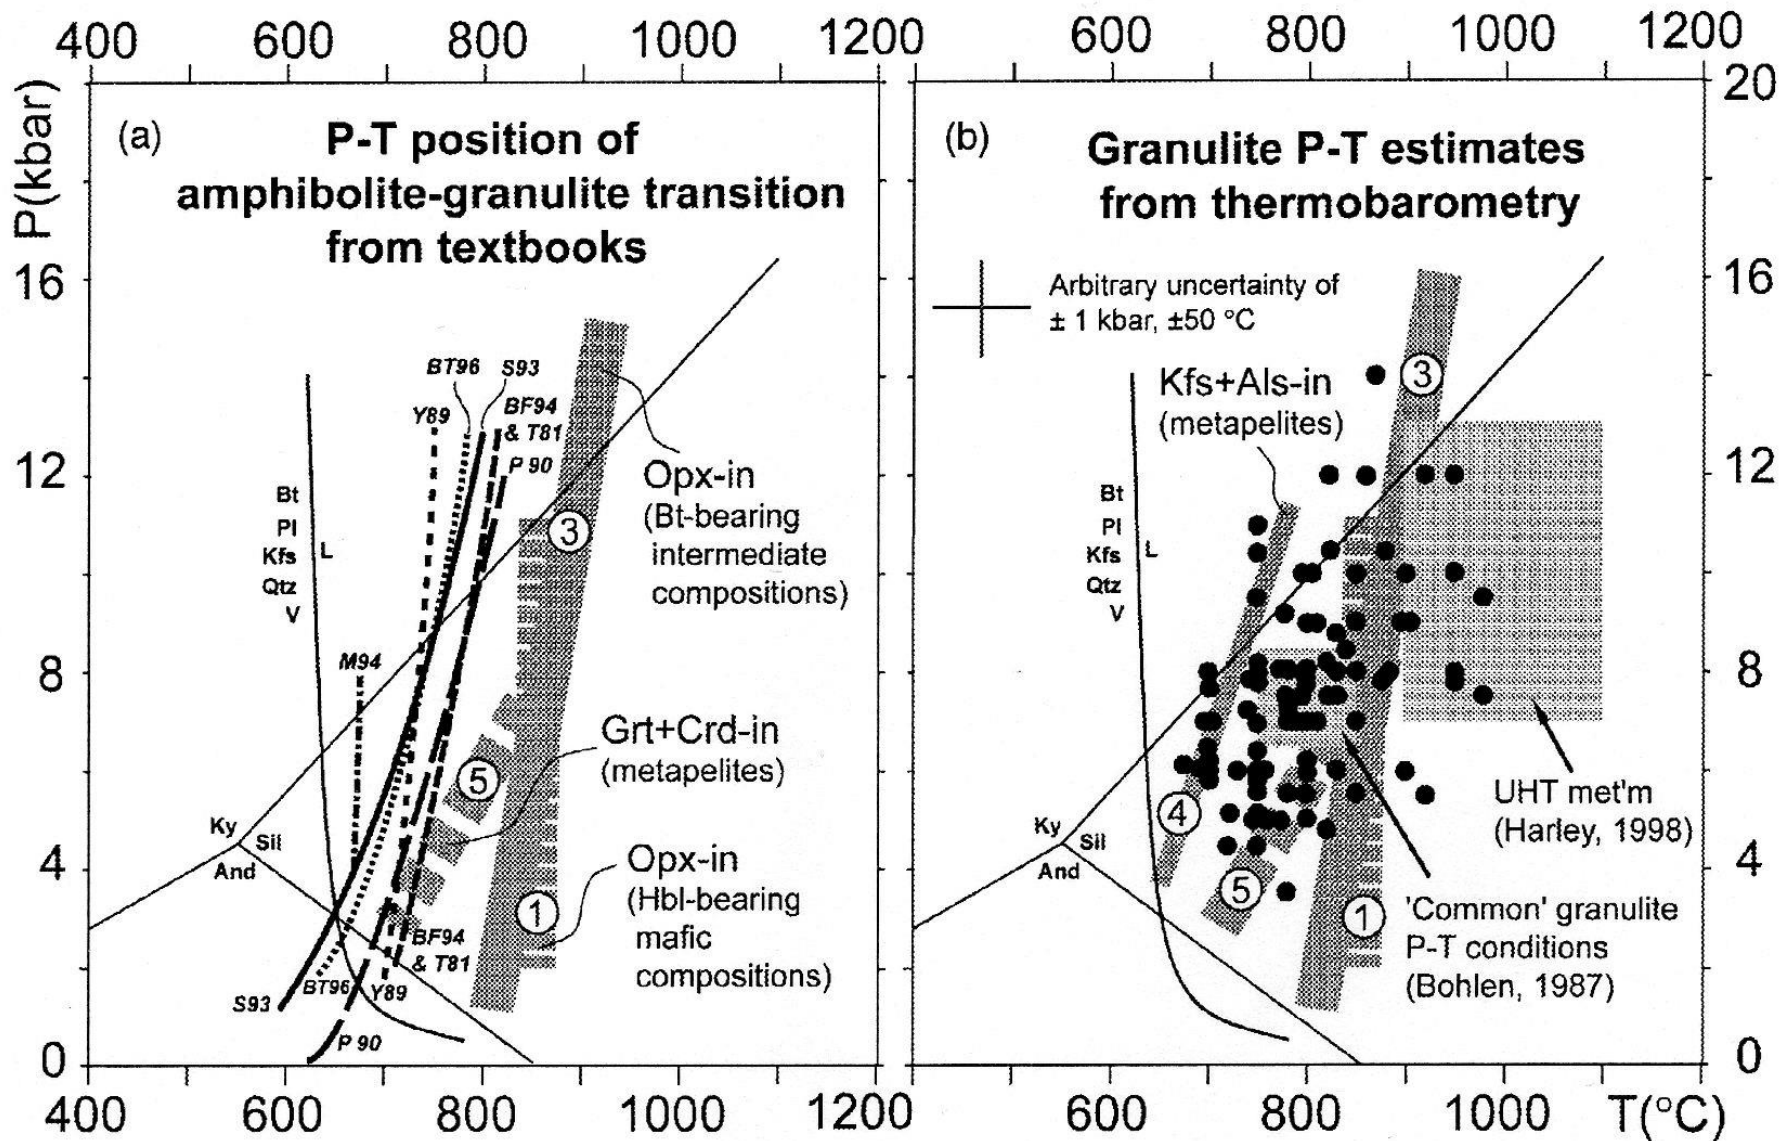 400 600 800 1000 1200
P(kbar)
16
12
8
4
0
(a)
P-T position of
amphibolite-granulite transition
from textbooks
BT96
S93
Y89
BF94
& T81
P 90
Opx-in
(Bt-bearing
intermediate
compositions)
3
Bt
Pl
Kfs
Qtz
V
L
M94
Grt+Crd-in
(metapelites)
5
Ky
Sil
And
Opx-in
(Hbl-bearing
mafic
compositions)
1
BF94
& T81
S93
BT96
Y89
P 90
400 600 800 1000 1200
600 800 1000 1200
20
16
12
8
4
0
(b)
Granulite P-T estimates
from thermobarometry
Arbitrary uncertainty of
± 1 kbar, ±50 °C
Kfs+Als-in
(metapelites)
3
Bt
Pl
Kfs
Qtz
V
L
4
UHT met'm
(Harley, 1998)
Ky
Sil
And
5
1
'Common' granulite
P-T conditions
(Bohlen, 1987)
600 800 1000 T(°C)